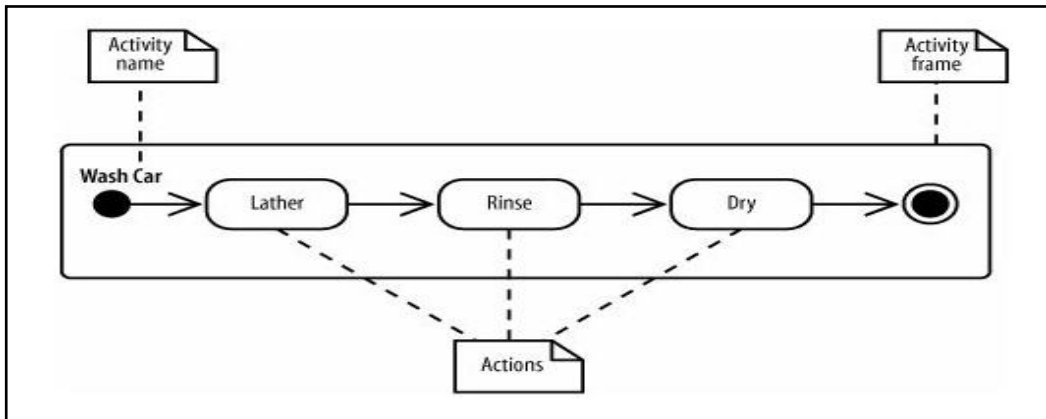 Activity
name
Activity
frame
Wash Car
Lather
Rinse
Dry
Actions